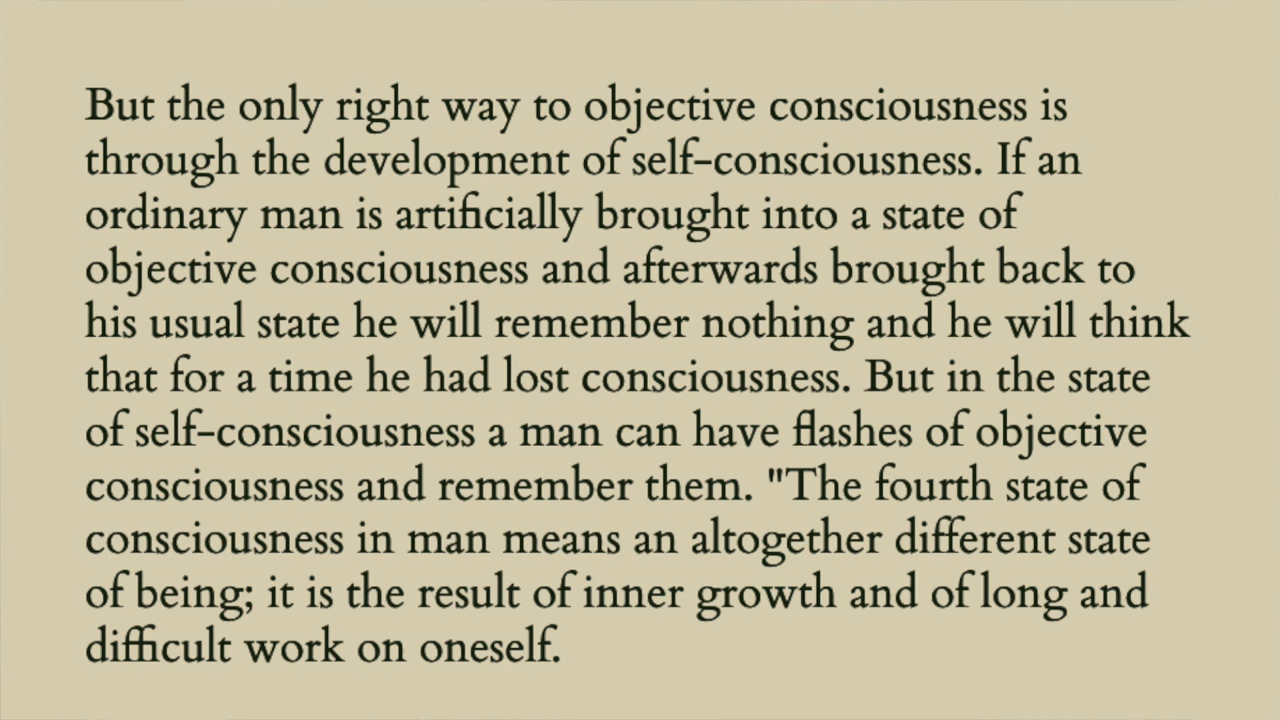 But the only right way to objective consciousness is
through the development of self-consciousness. If an
ordinary man is artificially brought into a state of
objective consciousness and afterwards brought back to
his usual state he will remember nothing and he will think
that for a time he had lost consciousness. But in the state
of self-consciousness a man can have flashes of objective
consciousness and remember them. "The fourth state of
consciousness in man means an altogether different state
of being; it is the result of inner growth and of long and
difficult work on oneself.